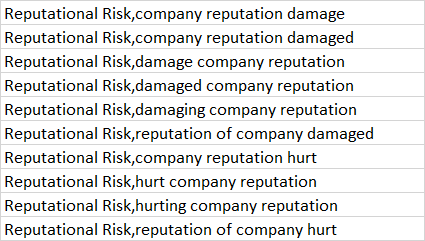 Reputational Risk,company reputation damage
Reputational Risk,company reputation damaged
Reputational Risk,damage company reputation
Reputational Risk,damaged company reputation
Reputational Risk,damaging company reputation
Reputational Risk,reputation of company damaged
Reputational Risk,company reputation hurt
Reputational Risk,hurt company reputation
Reputational Risk,hurting company reputation
Reputational Risk,reputation of company hurt